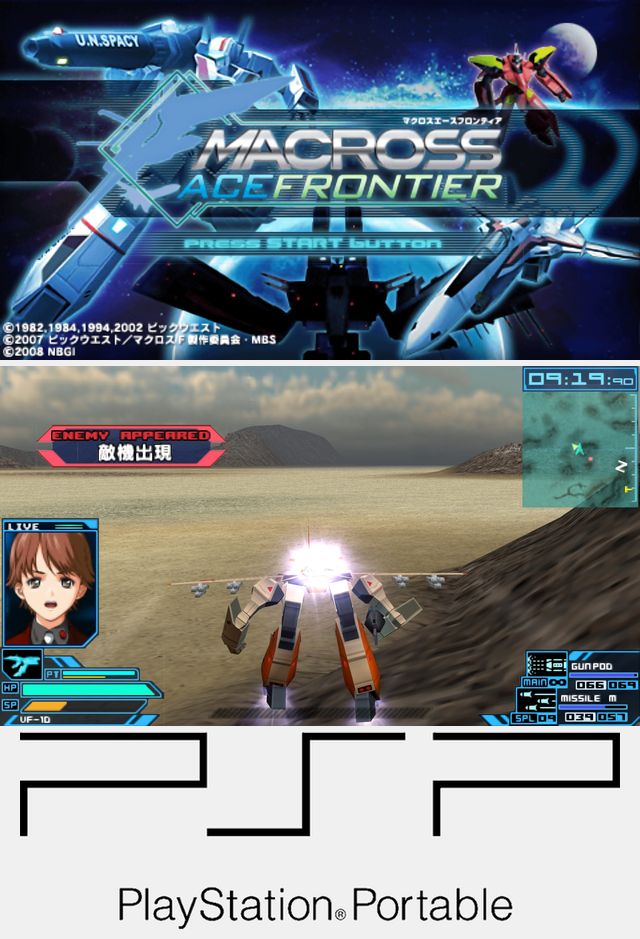 U.N.SPACY
マクロスエースフロンティア
MACROSS
ACEFRONTIER
PRESS START button
©1982,1984,1994,2002 ビックウエスト
©2007 ビックウエスト/マクロスF製作委員会・MBS
©2008 NBGI
09:19:90
ENEMY APPEARED
敵機出現
N
LIVE
PT
HP
SP
VF-1D
GUNPOD
MAIN ∞ 066 069
MISSILE M
SPL 04 039 057
PSP
PlayStation®Portable